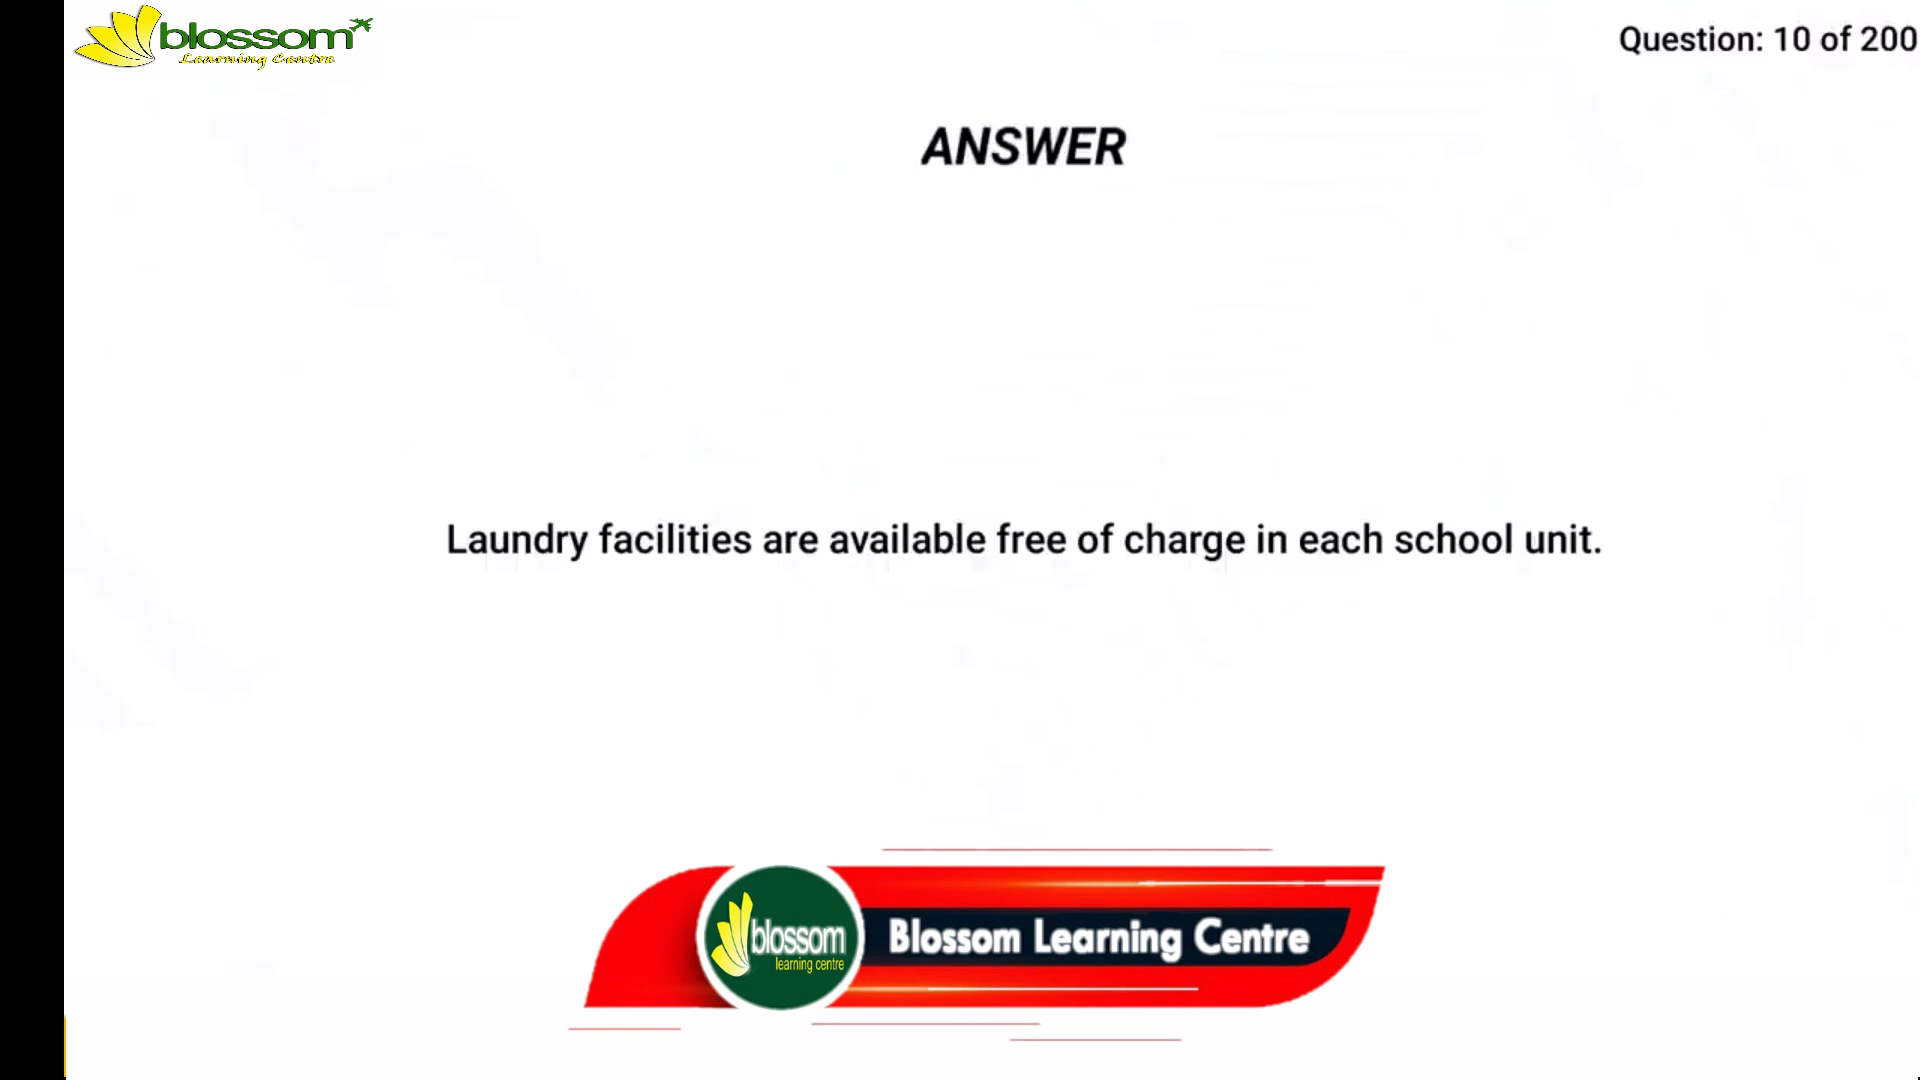 blossom
Learning Centre
Question: 10 of 200
ANSWER
Laundry facilities are available free of charge in each school unit.
blossom
learning centre
Blossom Learning Centre